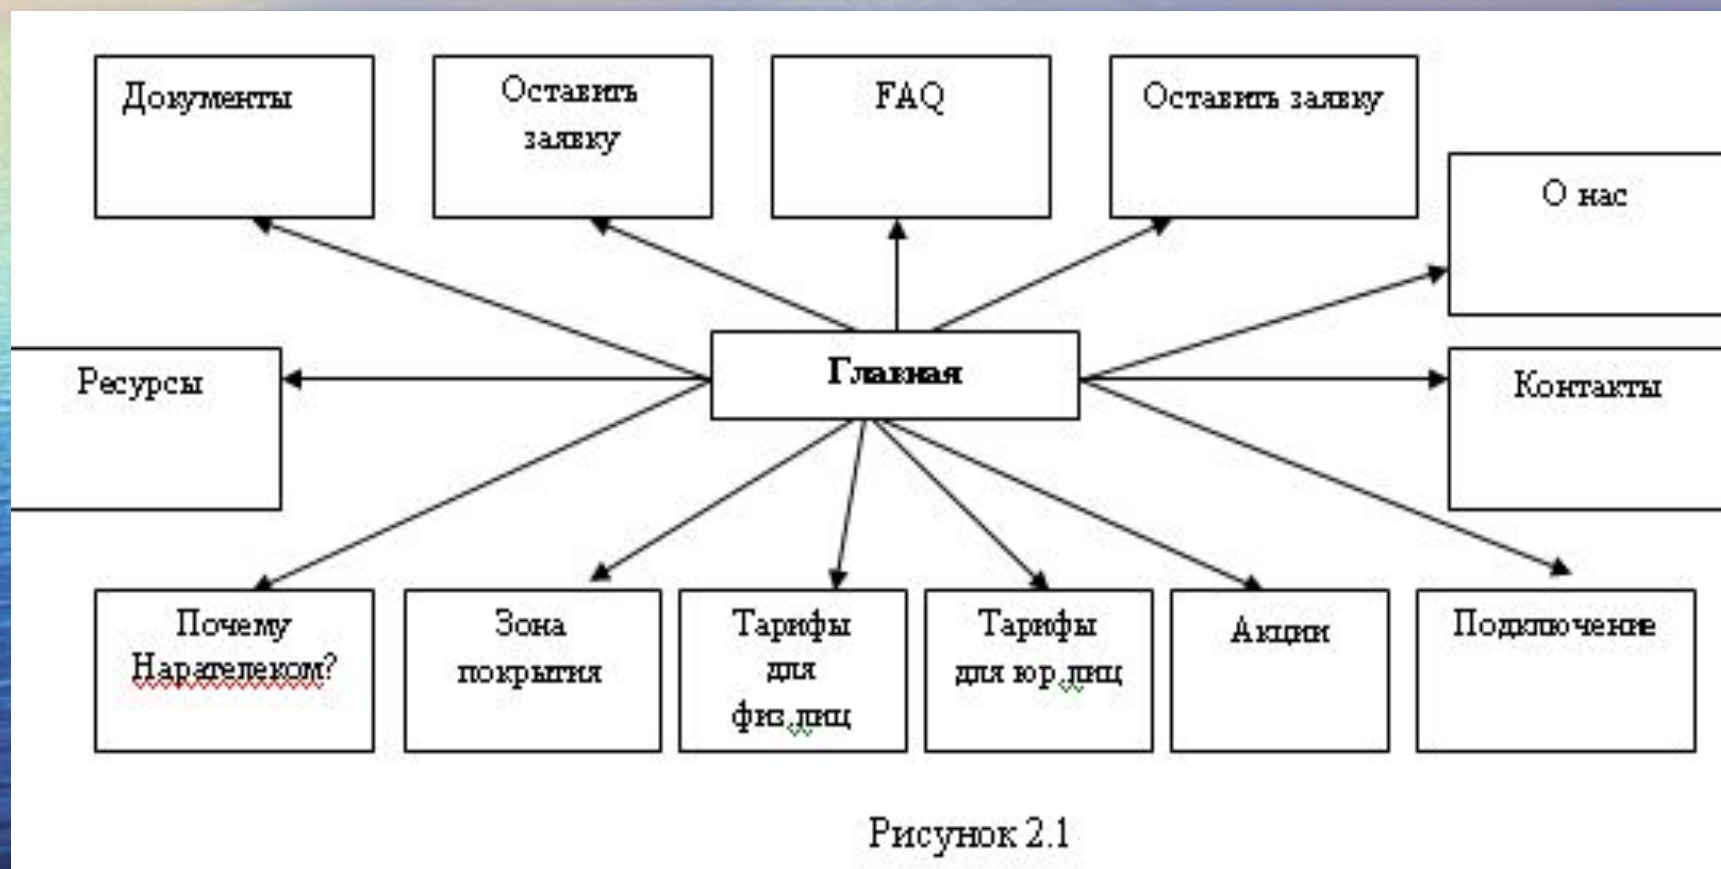 Документы
Оставить
заявку
FAQ
Оставить заявку
О нас
Ресурсы
Главная
Контакты
Почему
Нарателеком?
Зона
покрытия
Тарифы
для
физ.лиц
Тарифы
для юр.лиц
Акции
Подключение
Рисунок 2.1